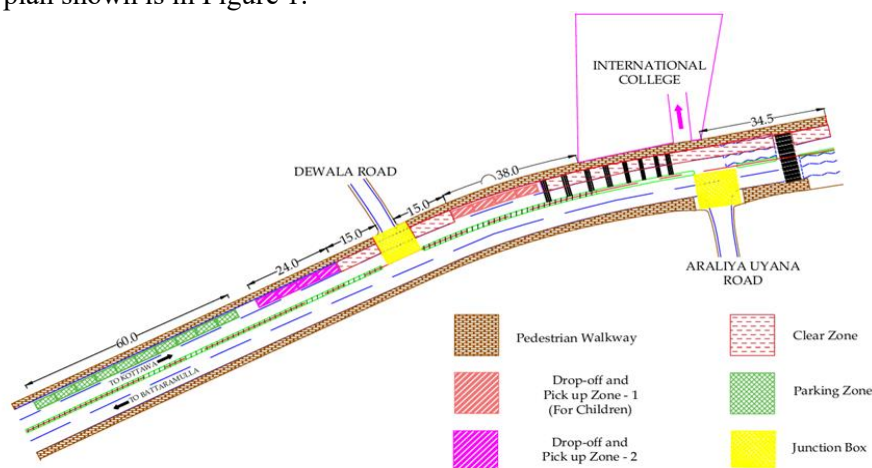 plan shown is in Figure 1.
INTERNATIONAL
COLLEGE
34.5
DEWALA ROAD
38.0
15.0
15.0
24.0
60.0
ARALIYA UYANA
ROAD
TO KOTTAWA
TO BATTARAMULLA
Pedestrian Walkway
Clear Zone
Drop-off and
Pick up Zone - 1
(For Children)
Parking Zone
Drop-off and
Pick up Zone - 2
Junction Box